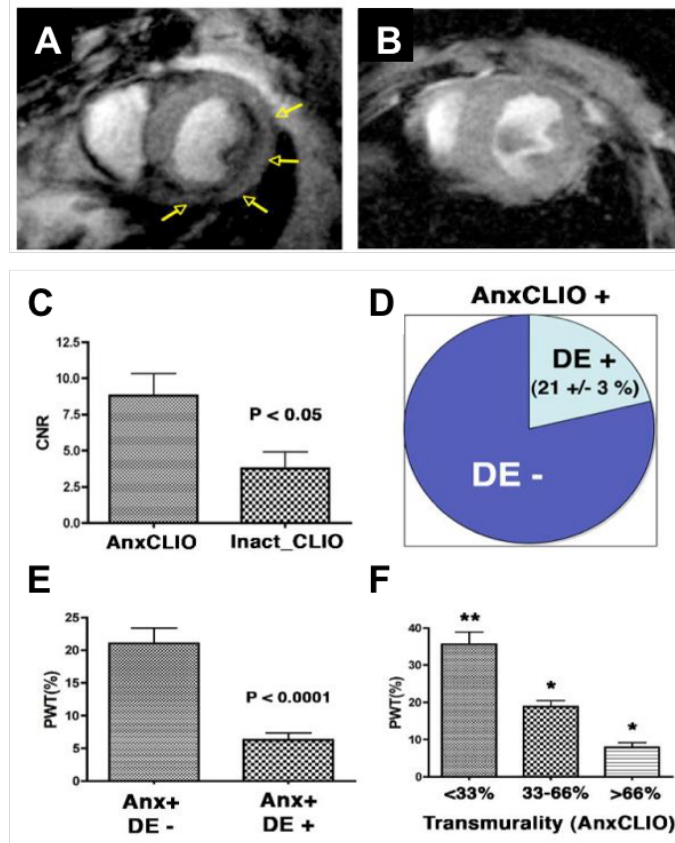 A
B
C
CNR
12.5
10.0
7.5
5.0
2.5
0.0
P < 0.05
AnxCLIO
Inact_CLIO
D
AnxCLIO +
DE +
(21 +/- 3 %)
DE -
E
PWT(%)
25
20
15
10
5
0
P < 0.0001
Anx+
DE -
Anx+
DE +
F
PWT(%)
40
30
20
10
0
**
*
*
<33%
33-66%
>66%
Transmurality (AnxCLIO)